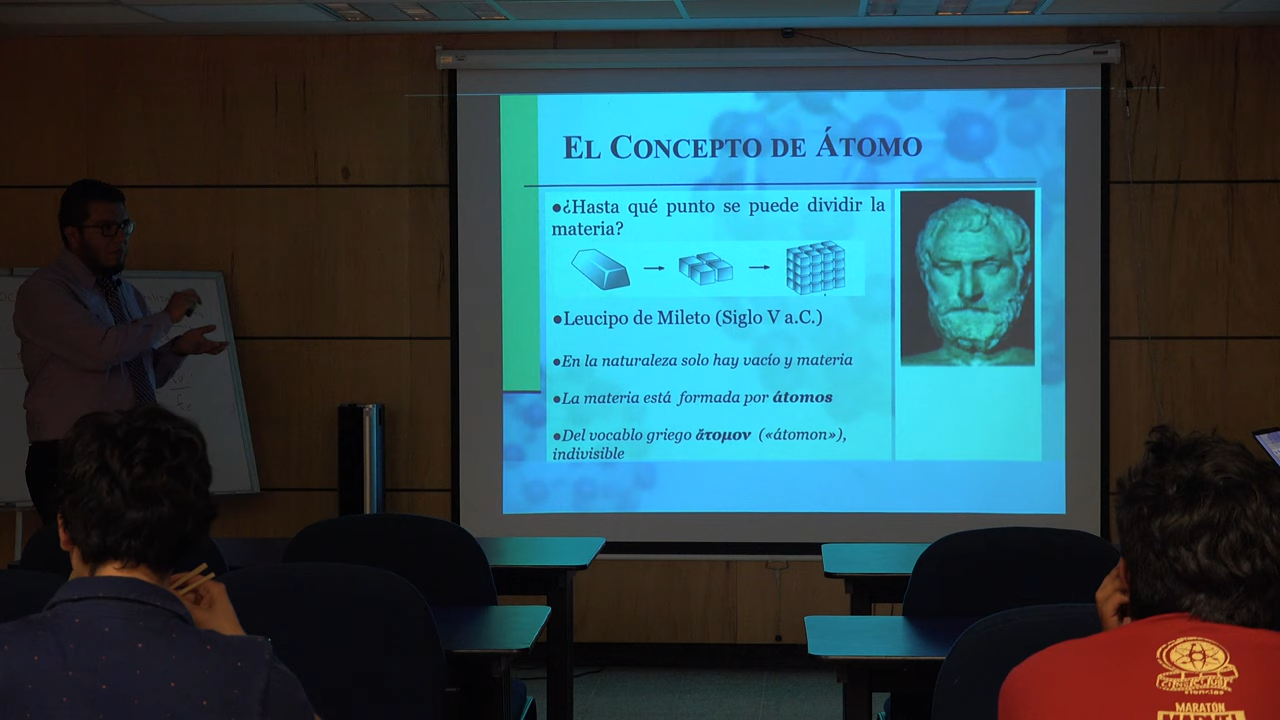 EL CONCEPTO DE ÁTOMO
●¿Hasta qué punto se puede dividir la
materia?
●Leucipo de Mileto (Siglo V a.C.)
●En la naturaleza solo hay vacío y materia
●La materia está formada por átomos
●Del vocablo griego ἄτομον («átomon»),
indivisible
ciencias
MARATÓN